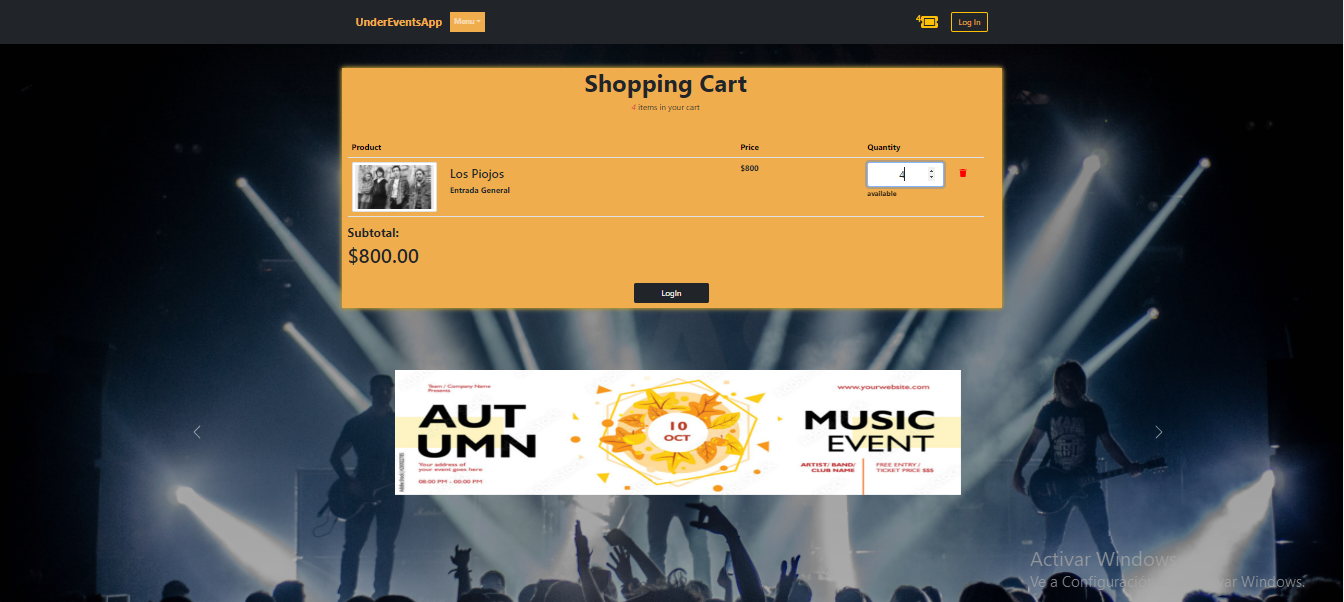 UnderEventsApp
Menu
4
Log In
Shopping Cart
4 items in your cart
Product
Price
Quantity
Los Piojos
Entrada General
$800
4
available
Subtotal:
$800.00
LogIn
Team / Company Name
Presents
www.yourwebsite.com
AUT
UMN
10
OCT
MUSIC
EVENT
Your address of
your event goes here
08:00 PM - 00:00 PM
ARTIST/ BAND/
CLUB NAME
FREE ENTRY /
TICKET PRICE $$$
Activar Windows
Ve a Configuración var Windows.